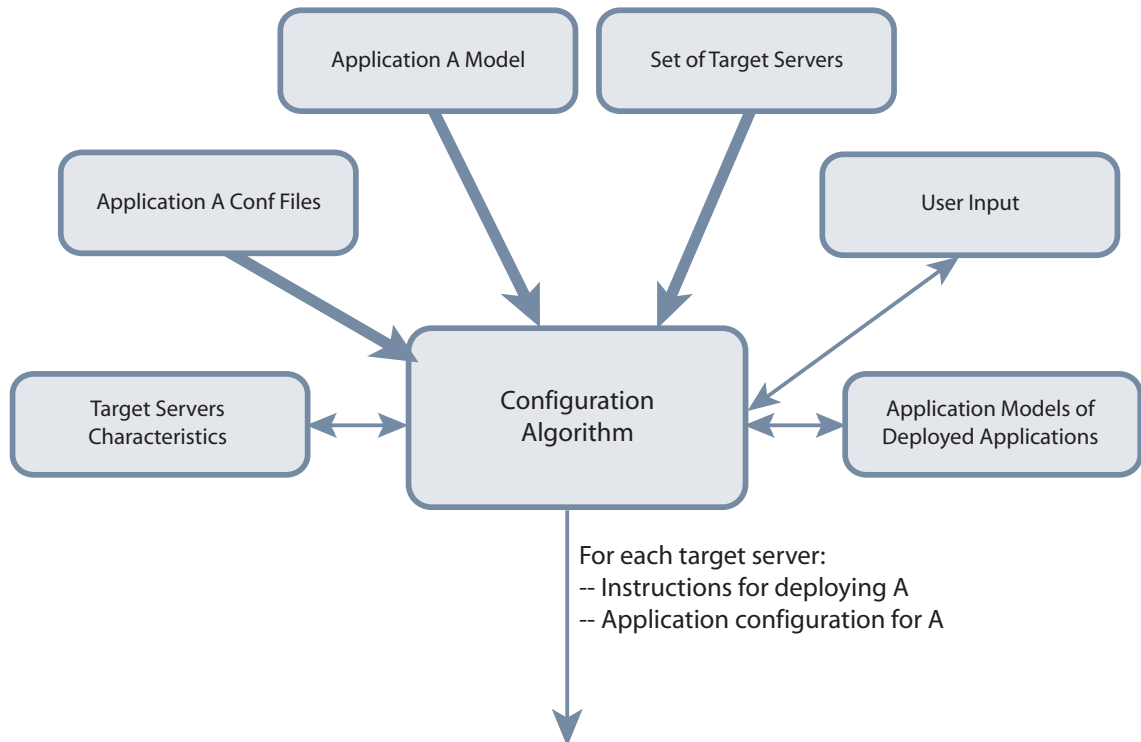 Application A Model
Set of Target Servers
Application A Conf Files
User Input
Target Servers
Characteristics
Configuration
Algorithm
Application Models of
Deployed Applications
For each target server:
-- Instructions for deploying A
-- Application configuration for A